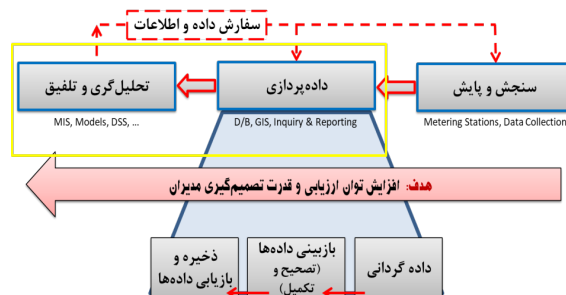 سفارش داده و اطلاعات
سنجش و پایش
داده‌پردازی
تحلیل‌گری و تلفیق
Metering Stations, Data Collection
D/B, GIS, Inquiry & Reporting
MIS, Models, DSS, ...
هدف: افزایش توان ارزیابی و قدرت تصمیم‌گیری مدیران
داده گردانی
بازبینی داده‌ها
(تصحیح و
تکمیل)
ذخیره و
بازیابی داده‌ها